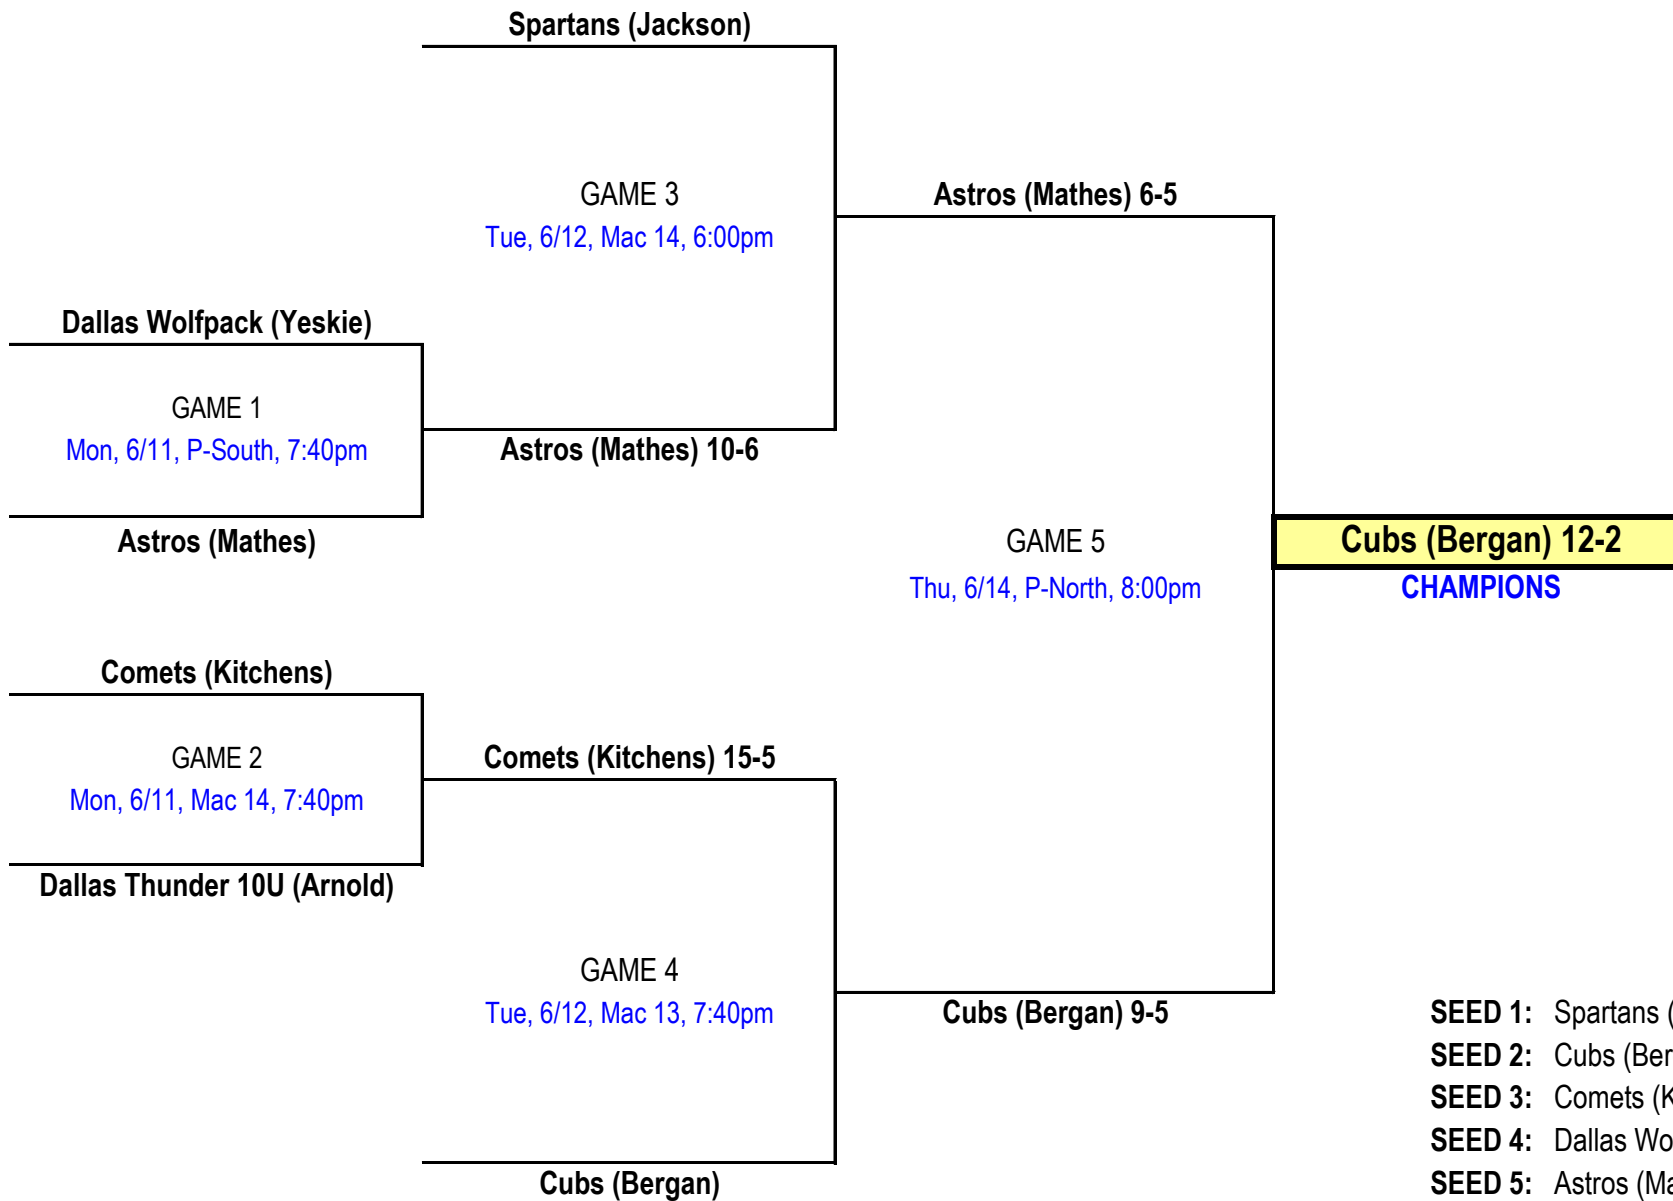 Spartans (Jackson)
GAME 3
Tue, 6/12, Mac 14, 6:00pm
Astros (Mathes) 6-5
Dallas Wolfpack (Yeskie)
GAME 1
Mon, 6/11, P-South, 7:40pm
Astros (Mathes) 10-6
Astros (Mathes)
GAME 5
Thu, 6/14, P-North, 8:00pm
Cubs (Bergan) 12-2
CHAMPIONS
Comets (Kitchens)
GAME 2
Mon, 6/11, Mac 14, 7:40pm
Comets (Kitchens) 15-5
Dallas Thunder 10U (Arnold)
GAME 4
Tue, 6/12, Mac 13, 7:40pm
Cubs (Bergan) 9-5
Cubs (Bergan)
SEED 1: Spartans (
SEED 2: Cubs (Ber
SEED 3: Comets (K
SEED 4: Dallas Wo
SEED 5: Astros (Ma